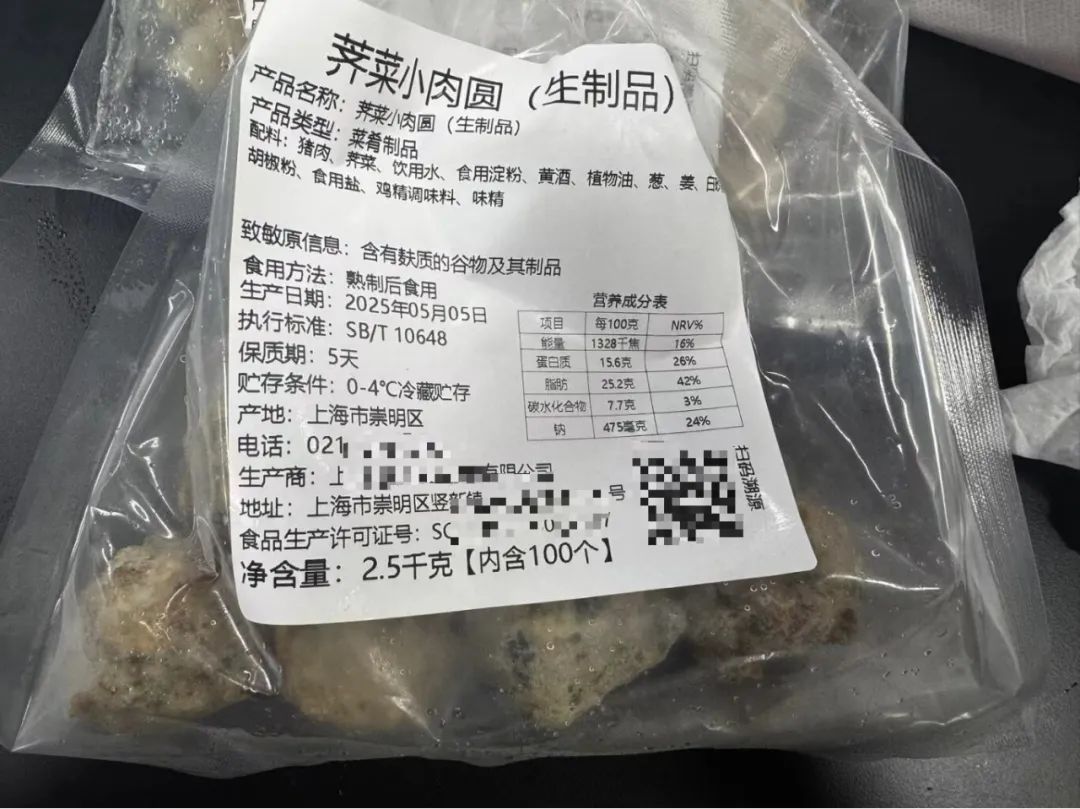 荠菜小肉圆（生制品）
产品名称：荠菜小肉圆（生制品）
产品类型：菜肴制品
配料：猪肉、荠菜、饮用水、食用淀粉、黄酒、植物油、葱、姜、白
胡椒粉、食用盐、鸡精调味料、味精
致敏原信息：含有麸质的谷物及其制品
食用方法：熟制后食用
生产日期：2025年05月05日
执行标准：SB/T 10648
保质期：5天
贮存条件：0-4℃冷藏贮存
产地：上海市崇明区
电话：021
生产商：上 有限公司
地址：上海市崇明区竖新镇 号
食品生产许可证号：SC
净含量：2.5千克【内含100个】
营养成分表
项目 每100克 NRV%
能量 1328千焦 16%
蛋白质 15.6克 26%
脂肪 25.2克 42%
碳水化合物 7.7克 3%
钠 475毫克 24%
扫码溯源